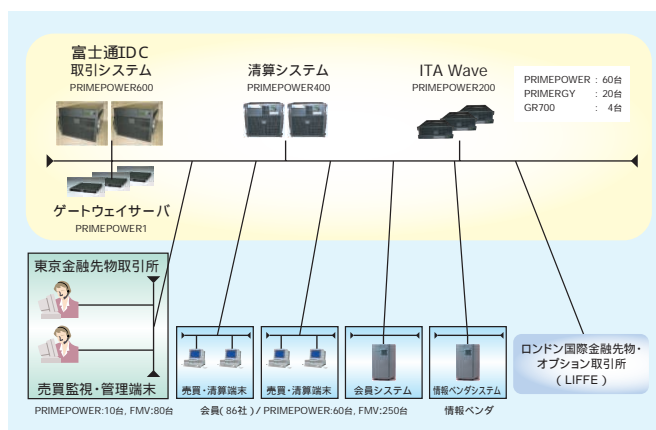 富士通IDC
取引システム
PRIMEPOWER600
清算システム
PRIMEPOWER400
ITA Wave
PRIMEPOWER200
PRIMEPOWER : 60台
PRIMERGY : 20台
GR700 : 4台
ゲートウェイサーバ
PRIMEPOWER1
東京金融先物取引所
売買監視・管理端末
PRIMEPOWER:10台, FMV:80台
売買・清算端末
売買・清算端末
会員システム
情報ベンダシステム
会員( 86社 ) / PRIMEPOWER:60台, FMV:250台
情報ベンダ
ロンドン国際金融先物・
オプション取引所
( LIFFE )